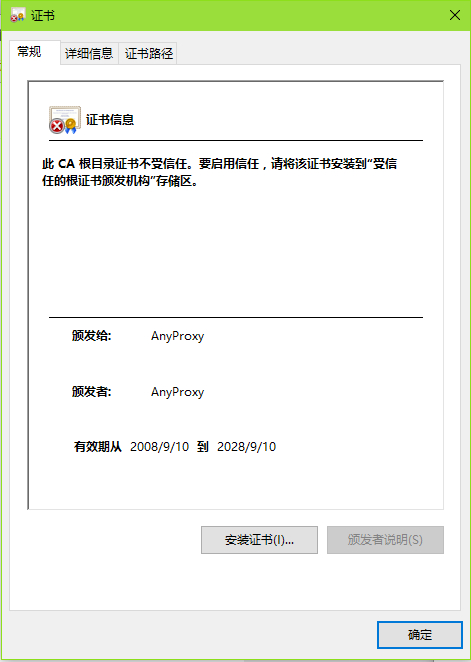 证书
常规 详细信息 证书路径
证书信息
此 CA 根目录证书不受信任。要启用信任，请将该证书安装到“受信
任的根证书颁发机构”存储区。
颁发给: AnyProxy
颁发者: AnyProxy
有效期从 2008/9/10 到 2028/9/10
安装证书(I)... 颁发者说明(S)
确定